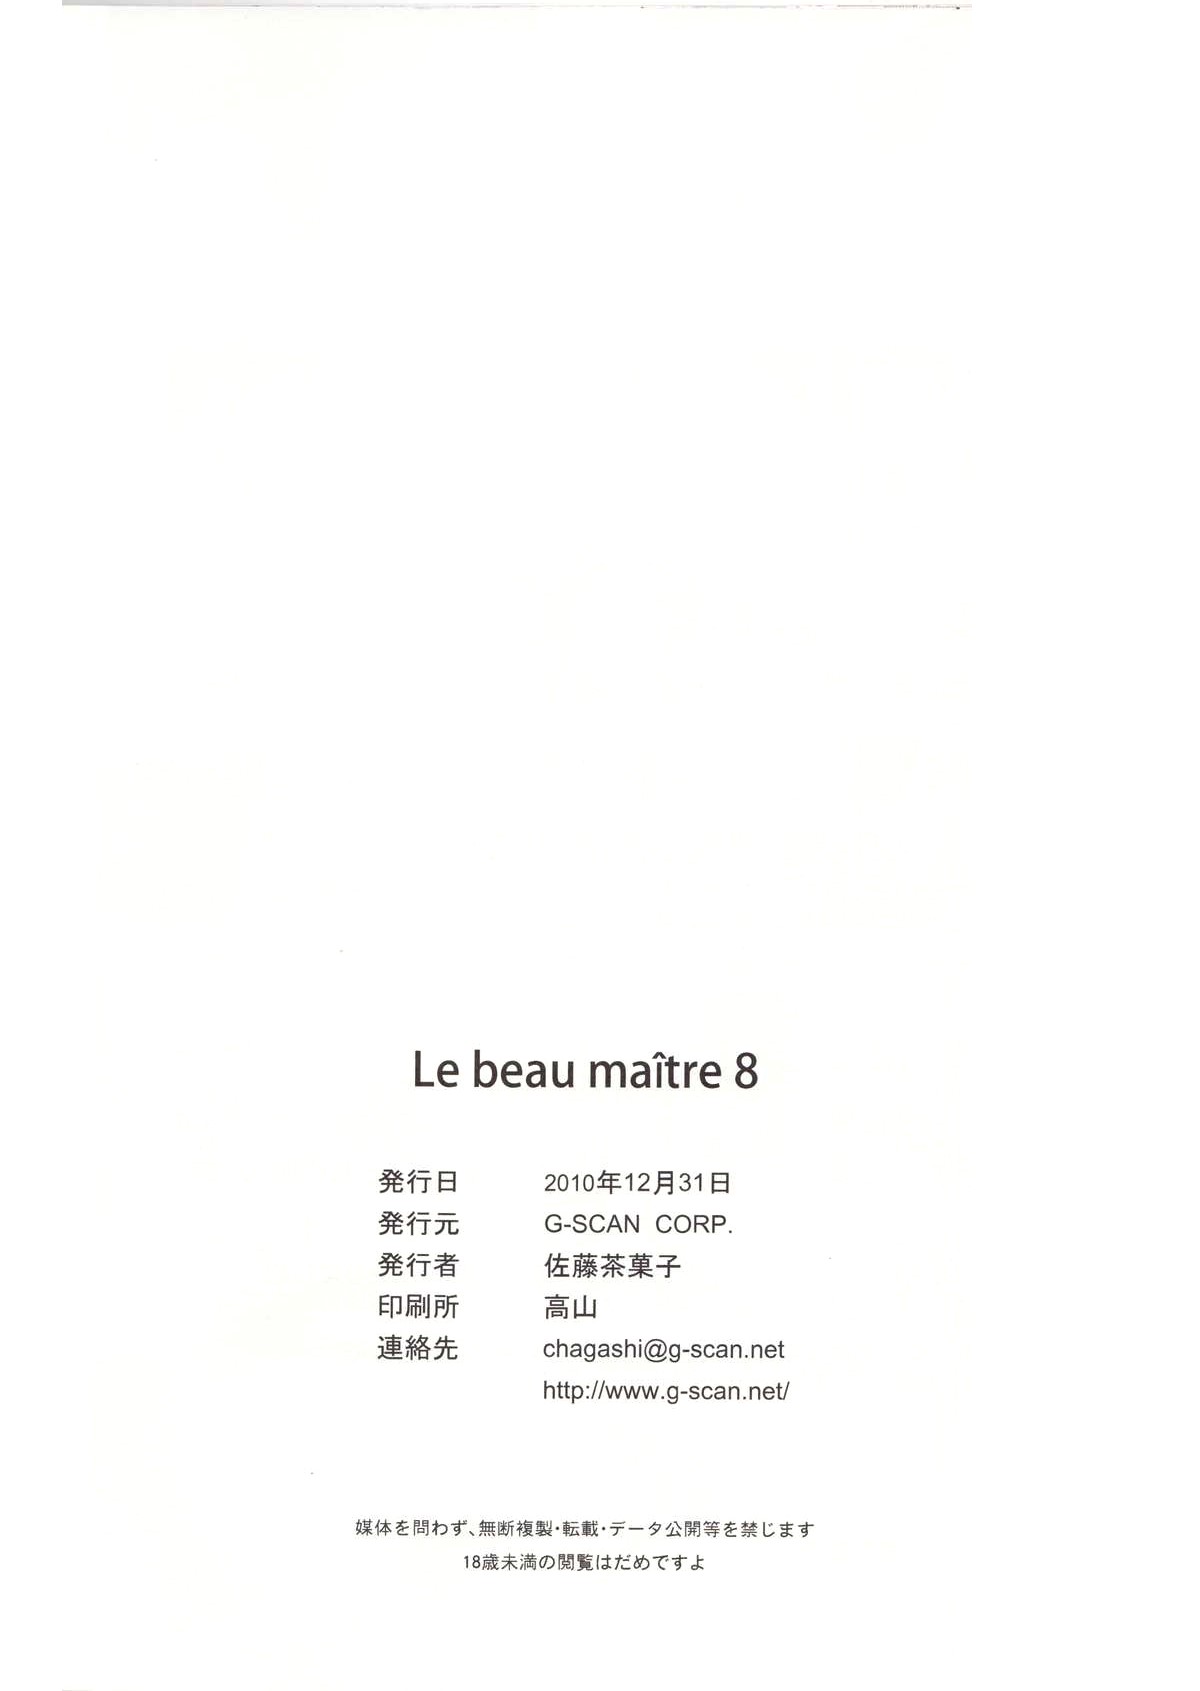 Le beau maître 8
発行日 2010年12月31日
発行元 G-SCAN CORP.
発行者 佐藤茶菓子
印刷所 高山
連絡先 chagashi@g-scan.net
http://www.g-scan.net/
媒体を問わず、無断複製・転載・データ公開等を禁じます
18歳未満の閲覧はだめですよ